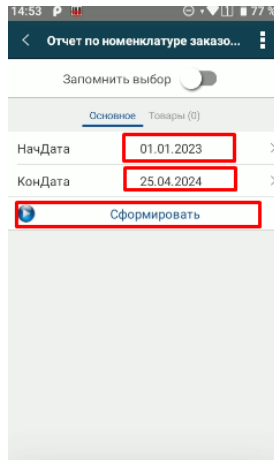 14:53 P 77 %
< Отчет по номенклатуре заказо...
Запомнить выбор
Основное Товары (0)
НачДата 01.01.2023
КонДата 25.04.2024
Сформировать